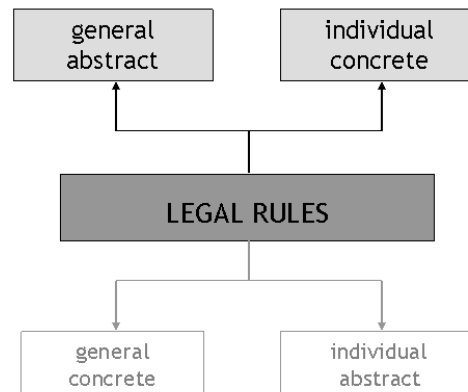 general
abstract
individual
concrete
LEGAL RULES
general
concrete
individual
abstract